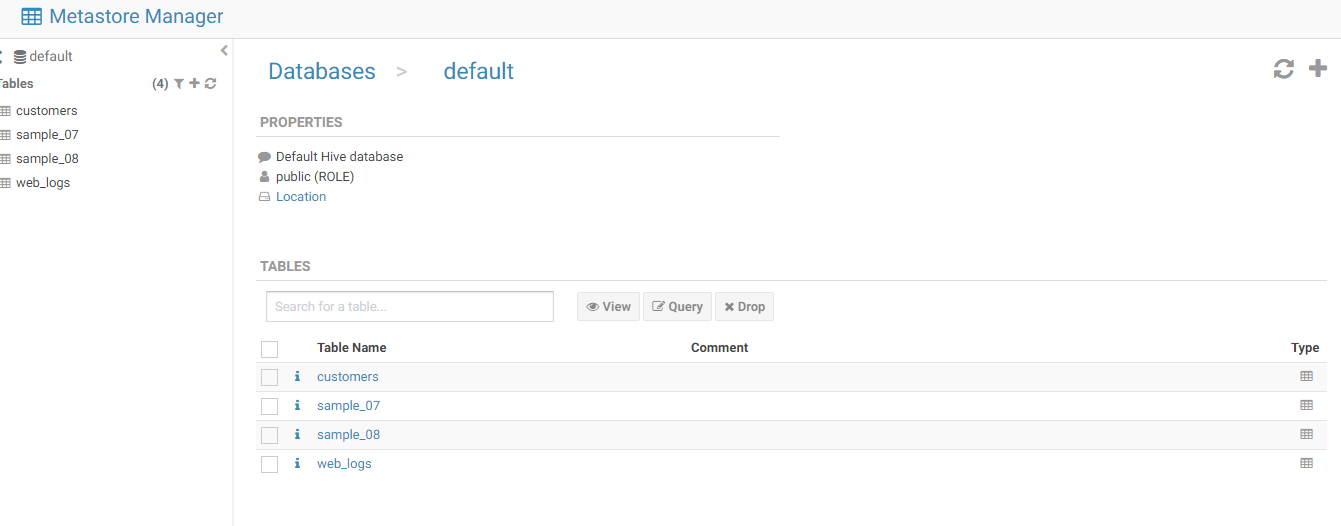 Metastore Manager
default
Tables (4)
customers
sample_07
sample_08
web_logs
Databases > default
PROPERTIES
Default Hive database
public (ROLE)
Location
TABLES
Search for a table... View Query Drop
Table Name Comment Type
customers
sample_07
sample_08
web_logs